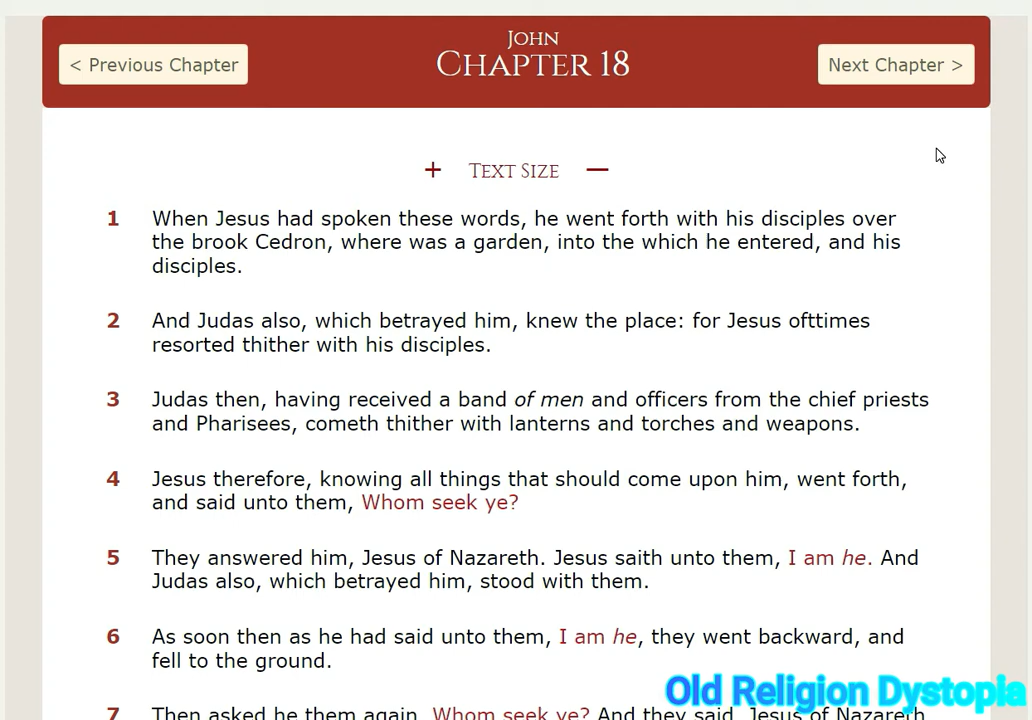 JOHN
< Previous Chapter
CHAPTER 18
Next Chapter >
+ TEXT SIZE −
1 When Jesus had spoken these words, he went forth with his disciples over
the brook Cedron, where was a garden, into the which he entered, and his
disciples.
2 And Judas also, which betrayed him, knew the place: for Jesus ofttimes
resorted thither with his disciples.
3 Judas then, having received a band of men and officers from the chief priests
and Pharisees, cometh thither with lanterns and torches and weapons.
4 Jesus therefore, knowing all things that should come upon him, went forth,
and said unto them, Whom seek ye?
5 They answered him, Jesus of Nazareth. Jesus saith unto them, I am he. And
Judas also, which betrayed him, stood with them.
6 As soon then as he had said unto them, I am he, they went backward, and
fell to the ground.
7 Then asked he them again, Whom seek ye? And they said, Jesus of Nazareth
Old Religion Dystopia